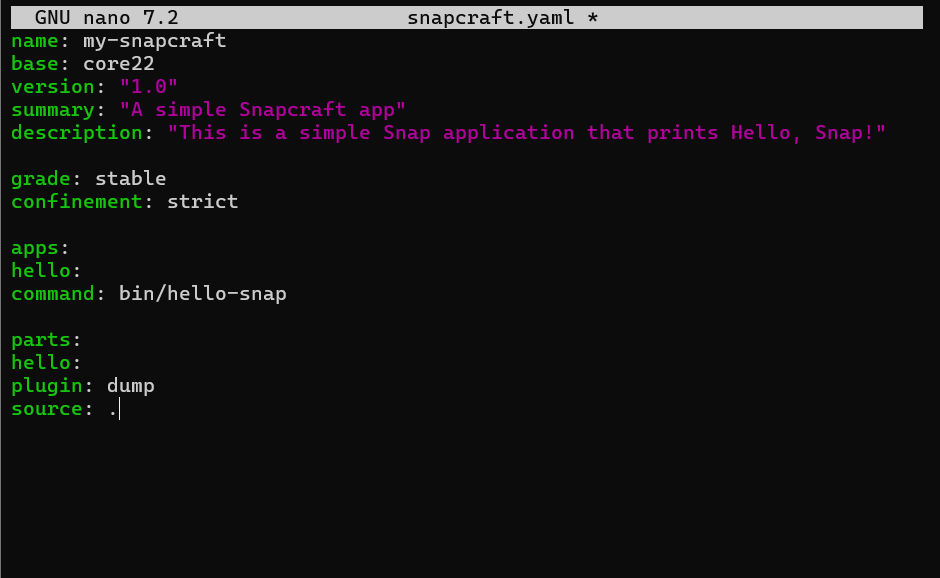 GNU nano 7.2 snapcraft.yaml *
name: my-snapcraft
base: core22
version: "1.0"
summary: "A simple Snapcraft app"
description: "This is a simple Snap application that prints Hello, Snap!"
grade: stable
confinement: strict
apps:
hello:
command: bin/hello-snap
parts:
hello:
plugin: dump
source: .